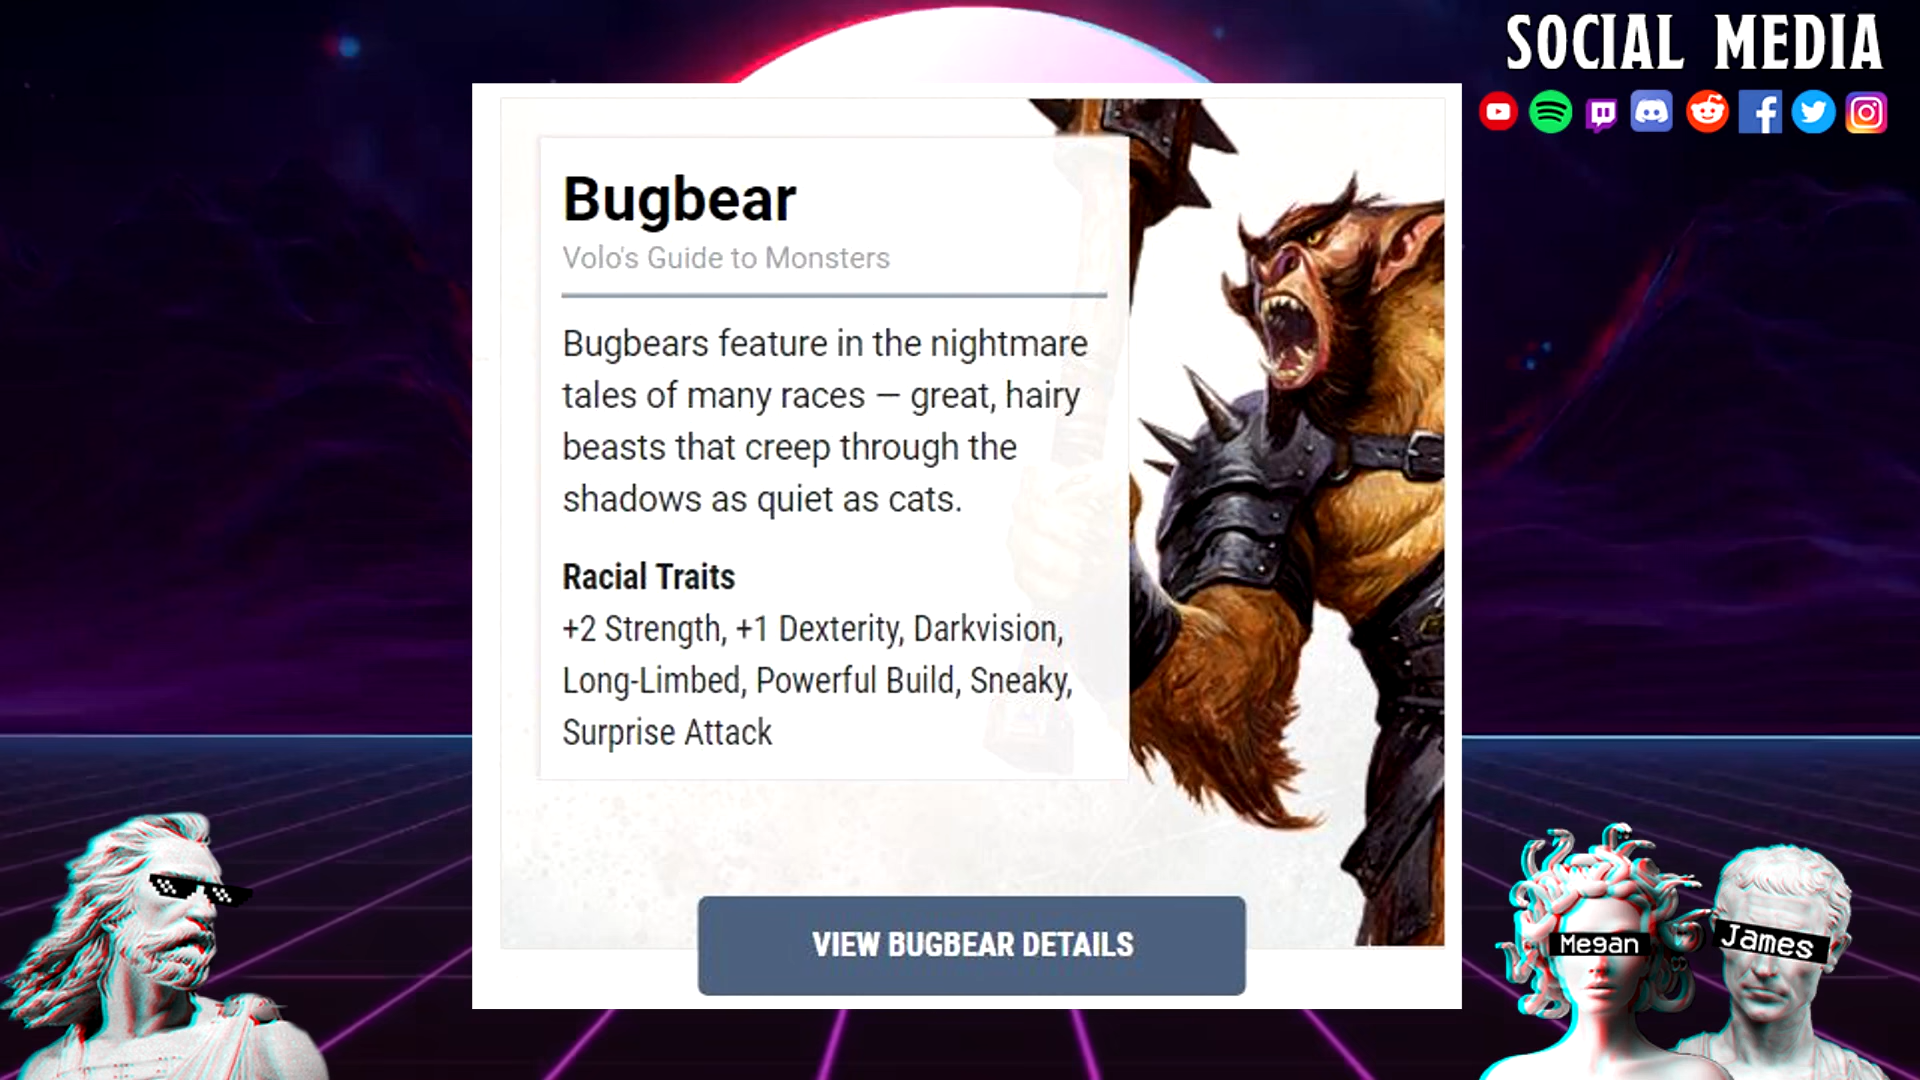 SOCIAL MEDIA
Bugbear
Volo's Guide to Monsters
Bugbears feature in the nightmare
tales of many races — great, hairy
beasts that creep through the
shadows as quiet as cats.
Racial Traits
+2 Strength, +1 Dexterity, Darkvision,
Long-Limbed, Powerful Build, Sneaky,
Surprise Attack
VIEW BUGBEAR DETAILS
Megan
James